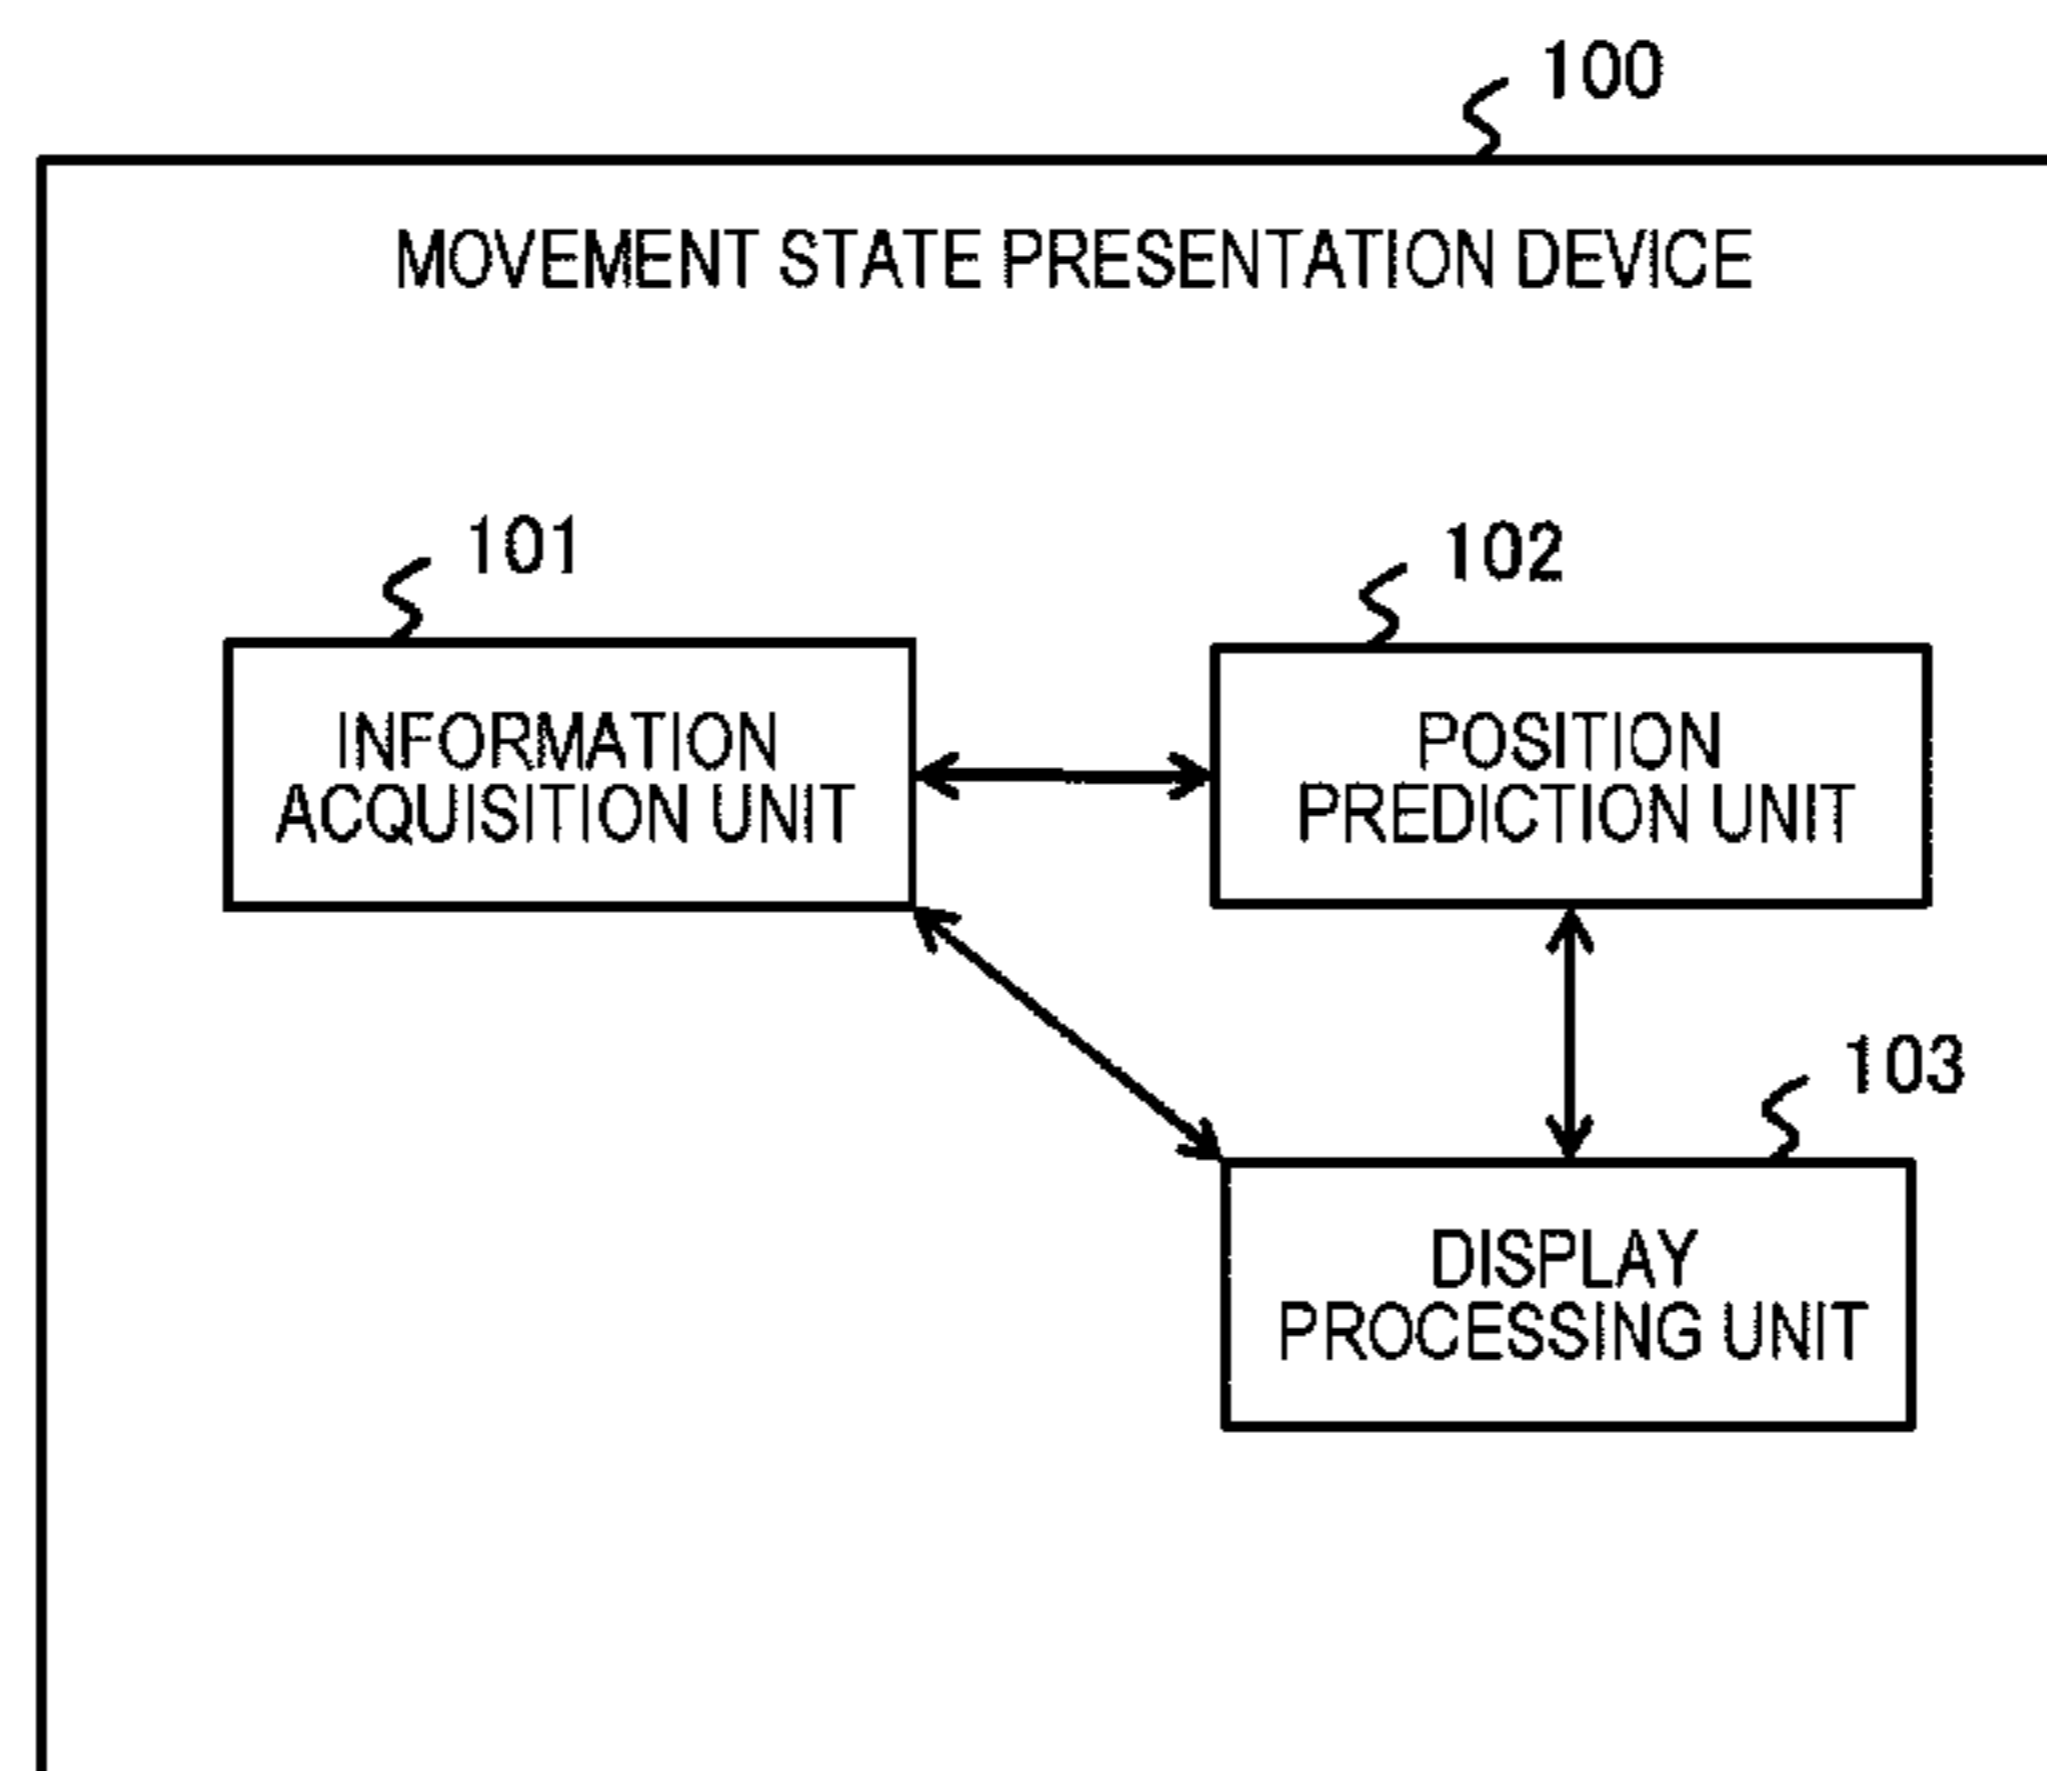 100
MOVEMENT STATE PRESENTATION DEVICE
101
102
INFORMATION
ACQUISITION UNIT
POSITION
PREDICTION UNIT
103
DISPLAY
PROCESSING UNIT